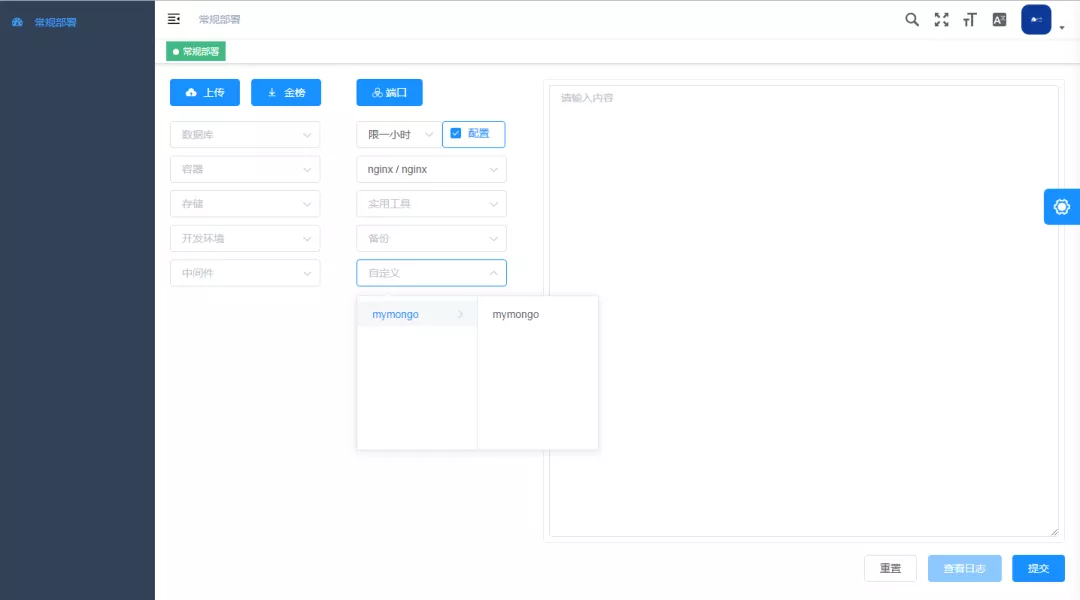 常规部署
常规部署
常规部署
上传
金榜
端口
数据库
限一小时
配置
容器
nginx / nginx
存储
实用工具
开发环境
备份
中间件
自定义
mymongo
mymongo
请输入内容
重置
查看日志
提交